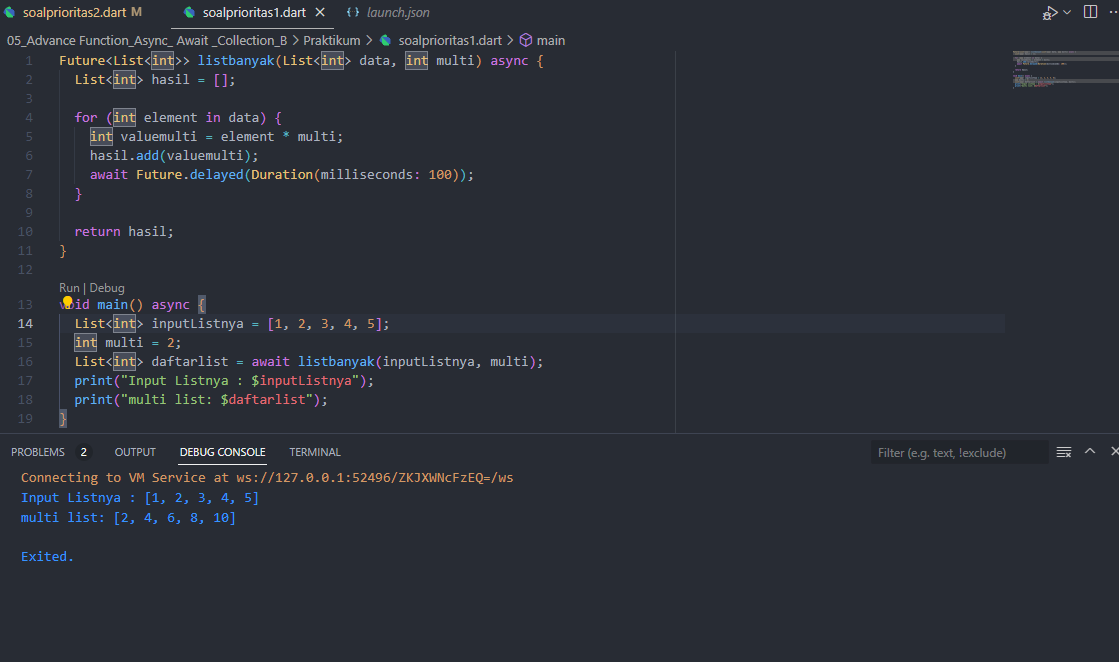 soalprioritas2.dart M soalprioritas1.dart launch.json
05_Advance Function_Async_ Await _Collection_B > Praktikum > soalprioritas1.dart > main
1 Future<List<int>> listbanyak(List<int> data, int multi) async {
2 List<int> hasil = [];
3
4 for (int element in data) {
5 int valuemulti = element * multi;
6 hasil.add(valuemulti);
7 await Future.delayed(Duration(milliseconds: 100));
8 }
9
10 return hasil;
11 }
12
Run | Debug
13 void main() async {
14 List<int> inputListnya = [1, 2, 3, 4, 5];
15 int multi = 2;
16 List<int> daftarlist = await listbanyak(inputListnya, multi);
17 print("Input Listnya : $inputListnya");
18 print("multi list: $daftarlist");
19 }
PROBLEMS 2 OUTPUT DEBUG CONSOLE TERMINAL Filter (e.g. text, !exclude)
Connecting to VM Service at ws://127.0.0.1:52496/ZKJXWNcFzEQ=/ws
Input Listnya : [1, 2, 3, 4, 5]
multi list: [2, 4, 6, 8, 10]
Exited.